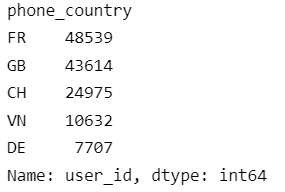 phone_country
FR    48539
GB    43614
CH    24975
VN    10632
DE     7707
Name: user_id, dtype: int64